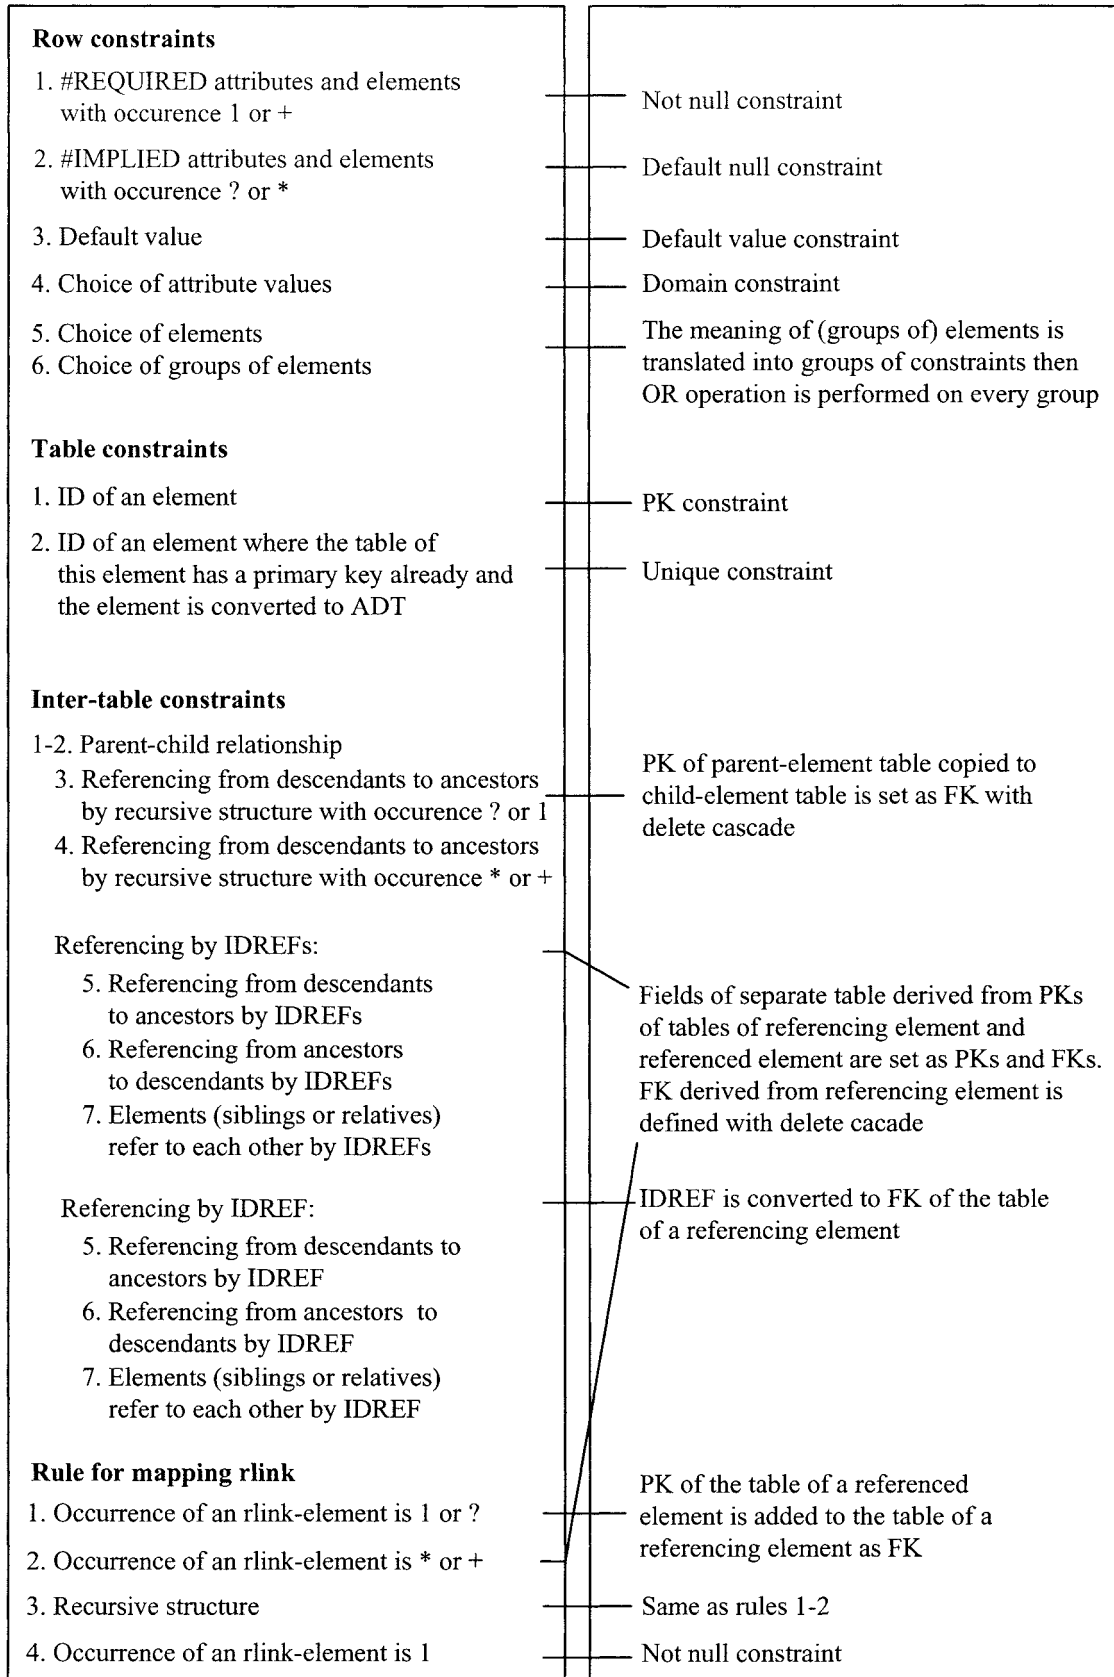 Row constraints
1. #REQUIRED attributes and elements
with occurence 1 or +
Not null constraint
2. #IMPLIED attributes and elements
with occurence ? or *
Default null constraint
3. Default value
Default value constraint
4. Choice of attribute values
Domain constraint
5. Choice of elements
6. Choice of groups of elements
The meaning of (groups of) elements is
translated into groups of constraints then
OR operation is performed on every group
Table constraints
1. ID of an element
PK constraint
2. ID of an element where the table of
this element has a primary key already and
the element is converted to ADT
Unique constraint
Inter-table constraints
1-2. Parent-child relationship
3. Referencing from descendants to ancestors
by recursive structure with occurence ? or 1
4. Referencing from descendants to ancestors
by recursive structure with occurence * or +
PK of parent-element table copied to
child-element table is set as FK with
delete cascade
Referencing by IDREFs:
5. Referencing from descendants
to ancestors by IDREFs
6. Referencing from ancestors
to descendants by IDREFs
7. Elements (siblings or relatives)
refer to each other by IDREFs
Fields of separate table derived from PKs
of tables of referencing element and
referenced element are set as PKs and FKs.
FK derived from referencing element is
defined with delete cacade
Referencing by IDREF:
5. Referencing from descendants to
ancestors by IDREF
6. Referencing from ancestors to
descendants by IDREF
7. Elements (siblings or relatives)
refer to each other by IDREF
IDREF is converted to FK of the table
of a referencing element
Rule for mapping rlink
1. Occurrence of an rlink-element is 1 or ?
PK of the table of a referenced
element is added to the table of a
referencing element as FK
2. Occurrence of an rlink-element is * or +
3. Recursive structure
Same as rules 1-2
4. Occurrence of an rlink-element is 1
Not null constraint